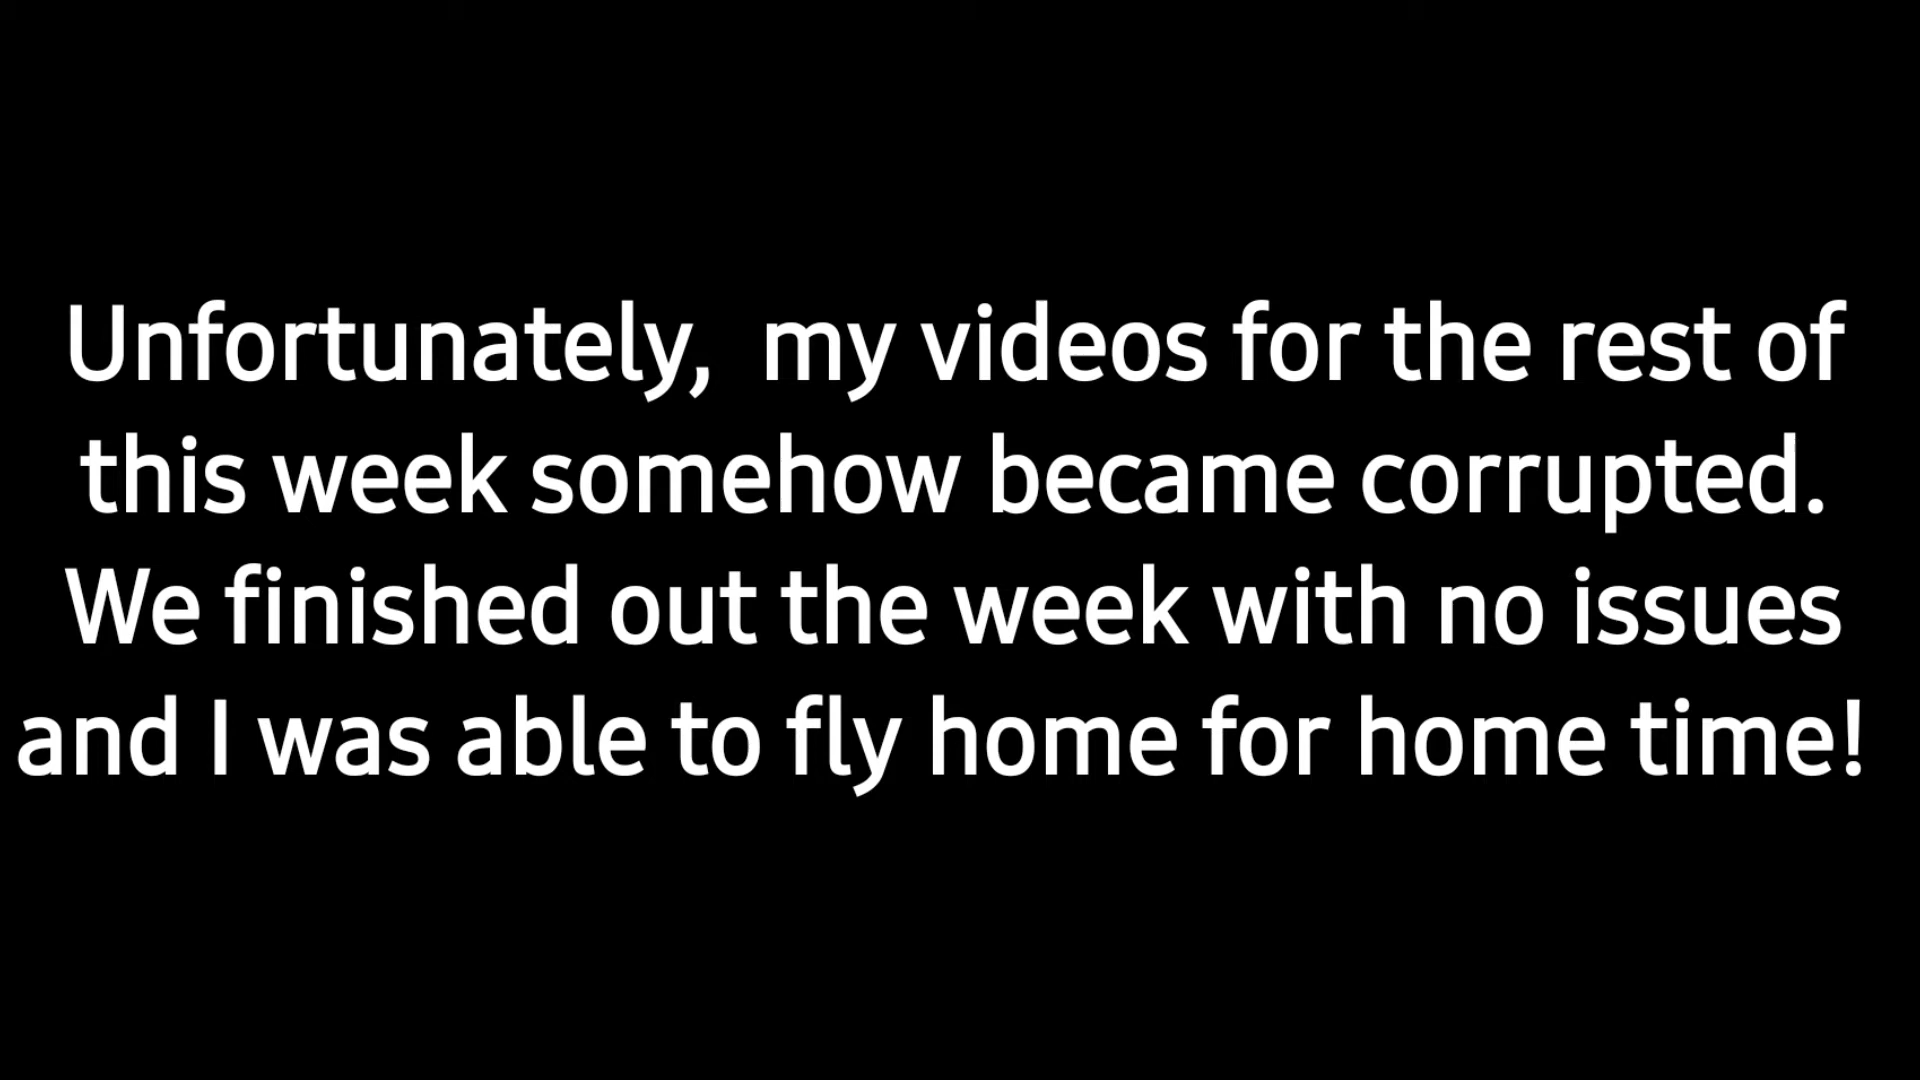 Unfortunately,  my videos for the rest of
this week somehow became corrupted.
We finished out the week with no issues
and I was able to fly home for home time!